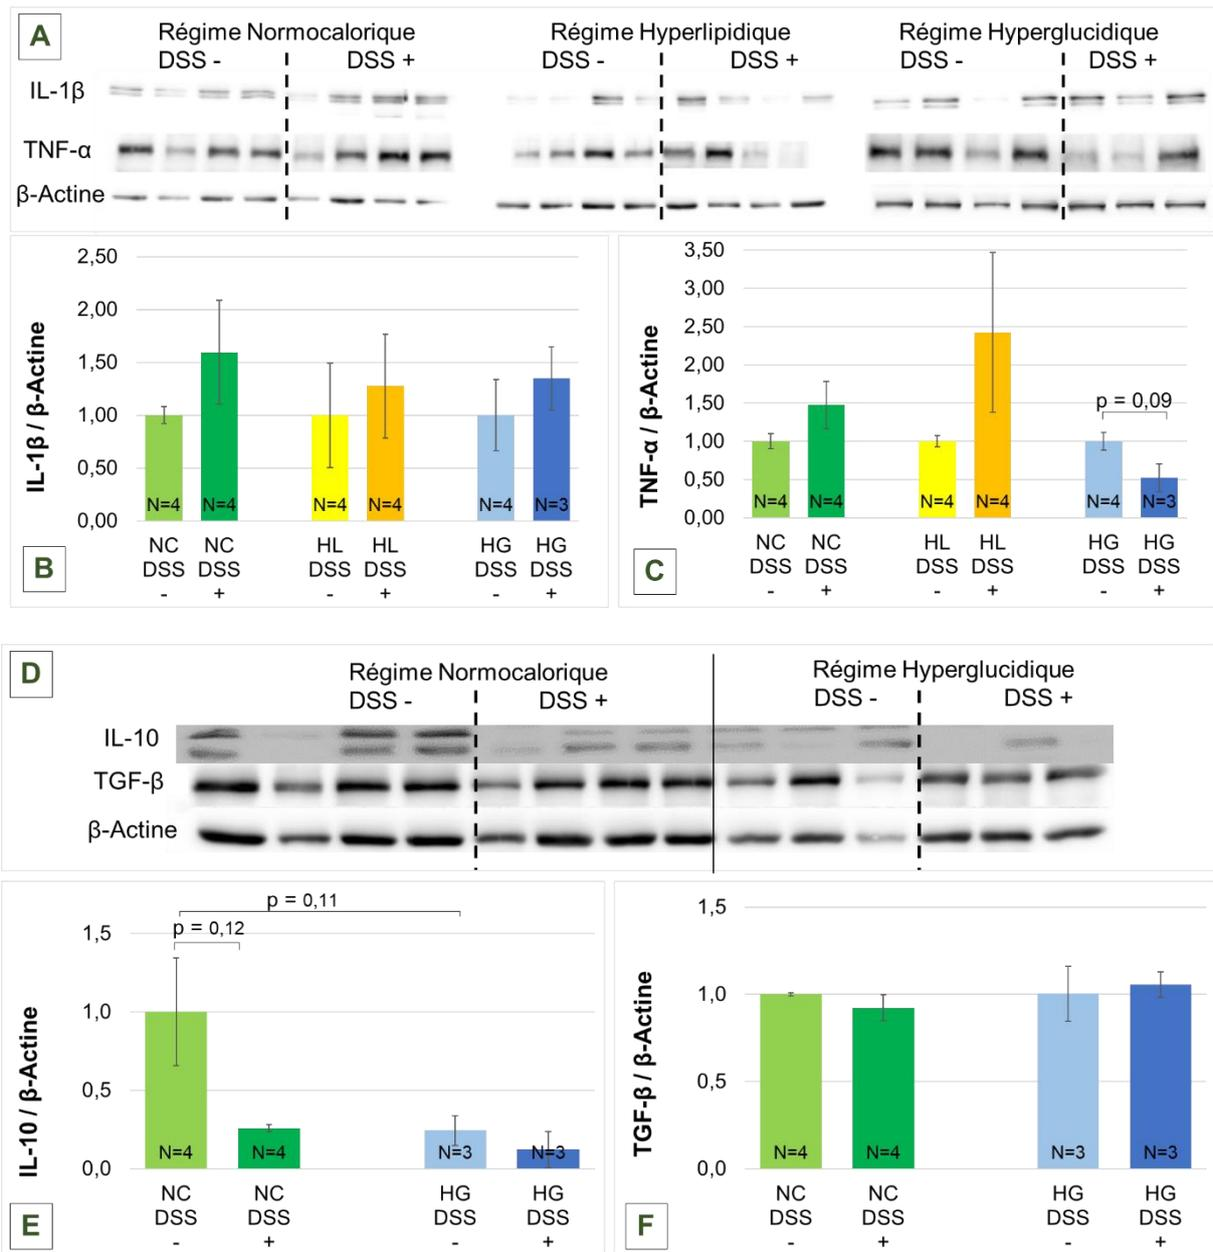 A
Régime Normocalorique
DSS -
DSS +
Régime Hyperlipidique
DSS -
DSS +
Régime Hyperglucidique
DSS -
DSS +
IL-1β
TNF-α
β-Actine
2,50
2,00
1,50
1,00
0,50
0,00
IL-1β / β-Actine
N=4
N=4
N=4
N=4
N=4
N=3
NC DSS -
NC DSS +
HL DSS -
HL DSS +
HG DSS -
HG DSS +
B
3,50
3,00
2,50
2,00
1,50
1,00
0,50
0,00
TNF-α / β-Actine
p = 0,09
N=4
N=4
N=4
N=4
N=4
N=3
NC DSS -
NC DSS +
HL DSS -
HL DSS +
HG DSS -
HG DSS +
C
D
Régime Normocalorique
DSS -
DSS +
Régime Hyperglucidique
DSS -
DSS +
IL-10
TGF-β
β-Actine
p = 0,11
p = 0,12
1,5
1,0
0,5
0,0
IL-10 / β-Actine
N=4
N=4
N=3
N=3
NC DSS -
NC DSS +
HG DSS -
HG DSS +
E
1,5
1,0
0,5
0,0
TGF-β / β-Actine
N=4
N=4
N=3
N=3
NC DSS -
NC DSS +
HG DSS -
HG DSS +
F